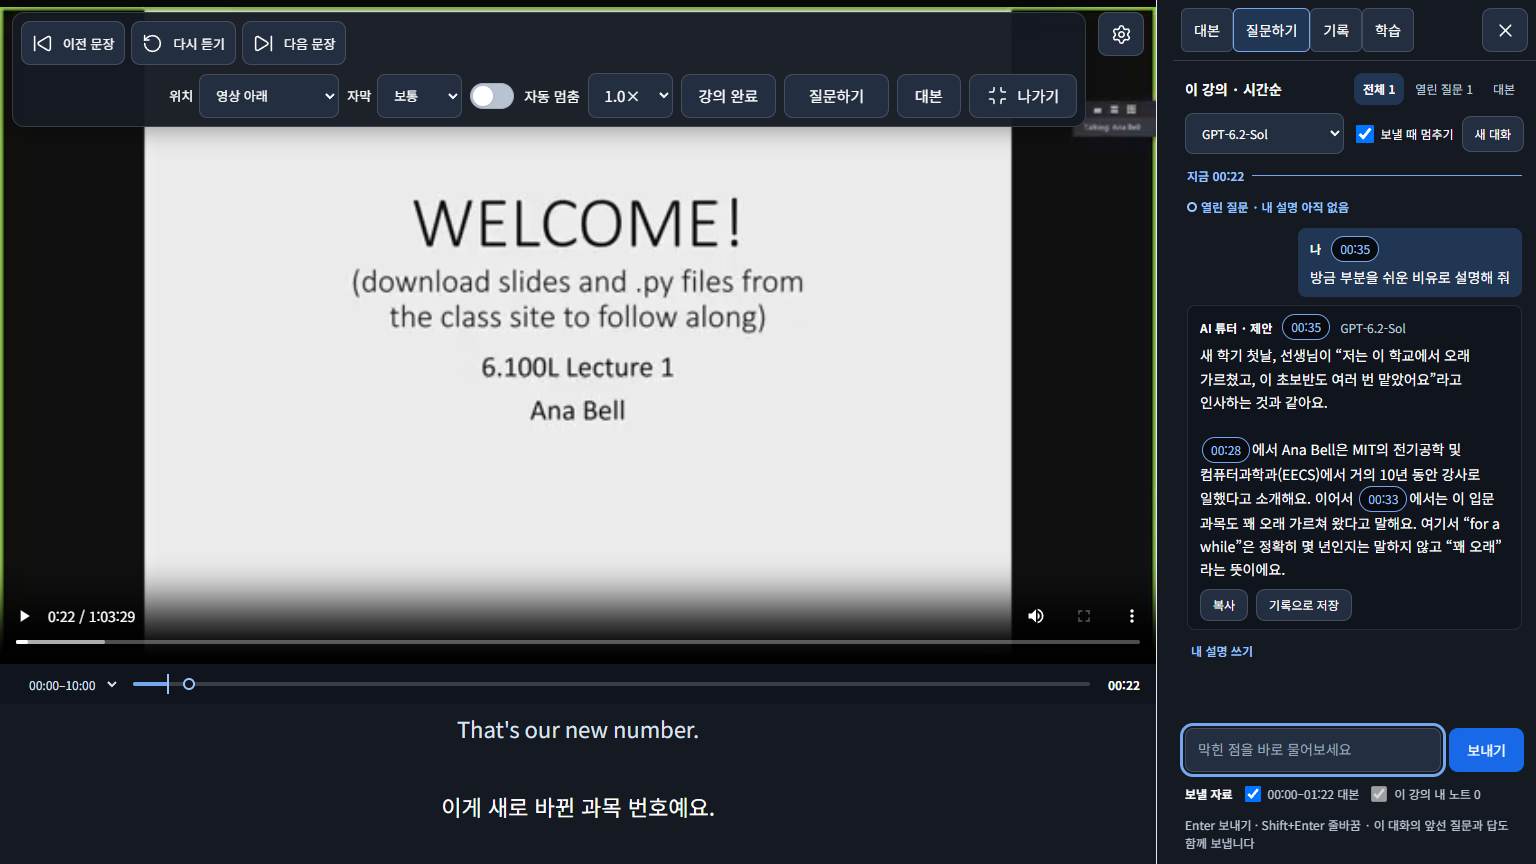 이전 문장
다시 듣기
다음 문장
위치
영상 아래
자막
보통
자동 멈춤
1.0×
강의 완료
질문하기
대본
나가기
Talking: Ana Bell
WELCOME!
(download slides and .py files from
the class site to follow along)
6.100L Lecture 1
Ana Bell
0:22 / 1:03:29
00:00–10:00
00:22
That's our new number.
이게 새로 바뀐 과목 번호예요.
대본
질문하기
기록
학습
이 강의 · 시간순
전체 1
열린 질문 1
대본
GPT-6.2-Sol
보낼 때 멈추기
새 대화
지금 00:22
열린 질문 · 내 설명 아직 없음
나 00:35
방금 부분을 쉬운 비유로 설명해 줘
AI 튜터 · 제안 00:35 GPT-6.2-Sol
새 학기 첫날, 선생님이 “저는 이 학교에서 오래
가르쳤고, 이 초보반도 여러 번 맡았어요”라고
인사하는 것과 같아요.
00:28 에서 Ana Bell은 MIT의 전기공학 및
컴퓨터과학과(EECS)에서 거의 10년 동안 강사로
일했다고 소개해요. 이어서 00:33 에서는 이 입문
과목도 꽤 오래 가르쳐 왔다고 말해요. 여기서 “for a
while”은 정확히 몇 년인지는 말하지 않고 “꽤 오래”
라는 뜻이에요.
복사
기록으로 저장
내 설명 쓰기
막힌 점을 바로 물어보세요
보내기
보낼 자료
00:00–01:22 대본
이 강의 내 노트 0
Enter 보내기 · Shift+Enter 줄바꿈 · 이 대화의 앞선 질문과 답도
함께 보냅니다